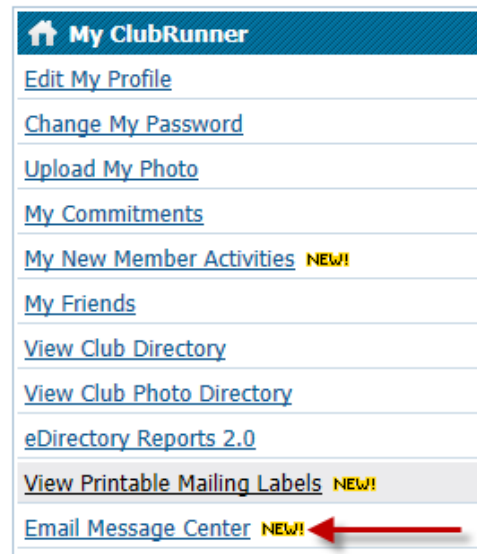 My ClubRunner
Edit My Profile
Change My Password
Upload My Photo
My Commitments
My New Member Activities NEW!
My Friends
View Club Directory
View Club Photo Directory
eDirectory Reports 2.0
View Printable Mailing Labels NEW!
Email Message Center NEW!